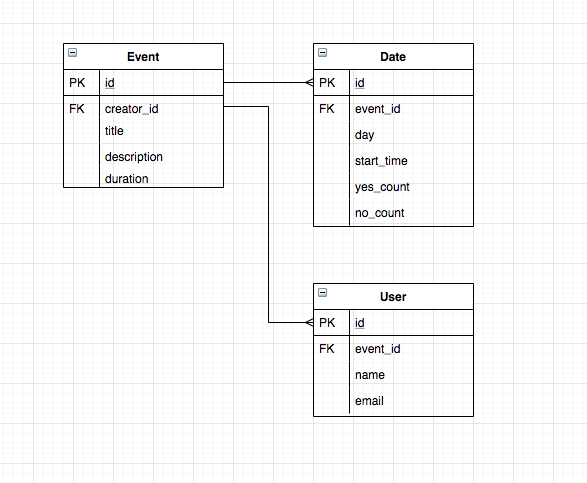 Event
PK id
FK creator_id
title
description
duration
Date
PK id
FK event_id
day
start_time
yes_count
no_count
User
PK id
FK event_id
name
email